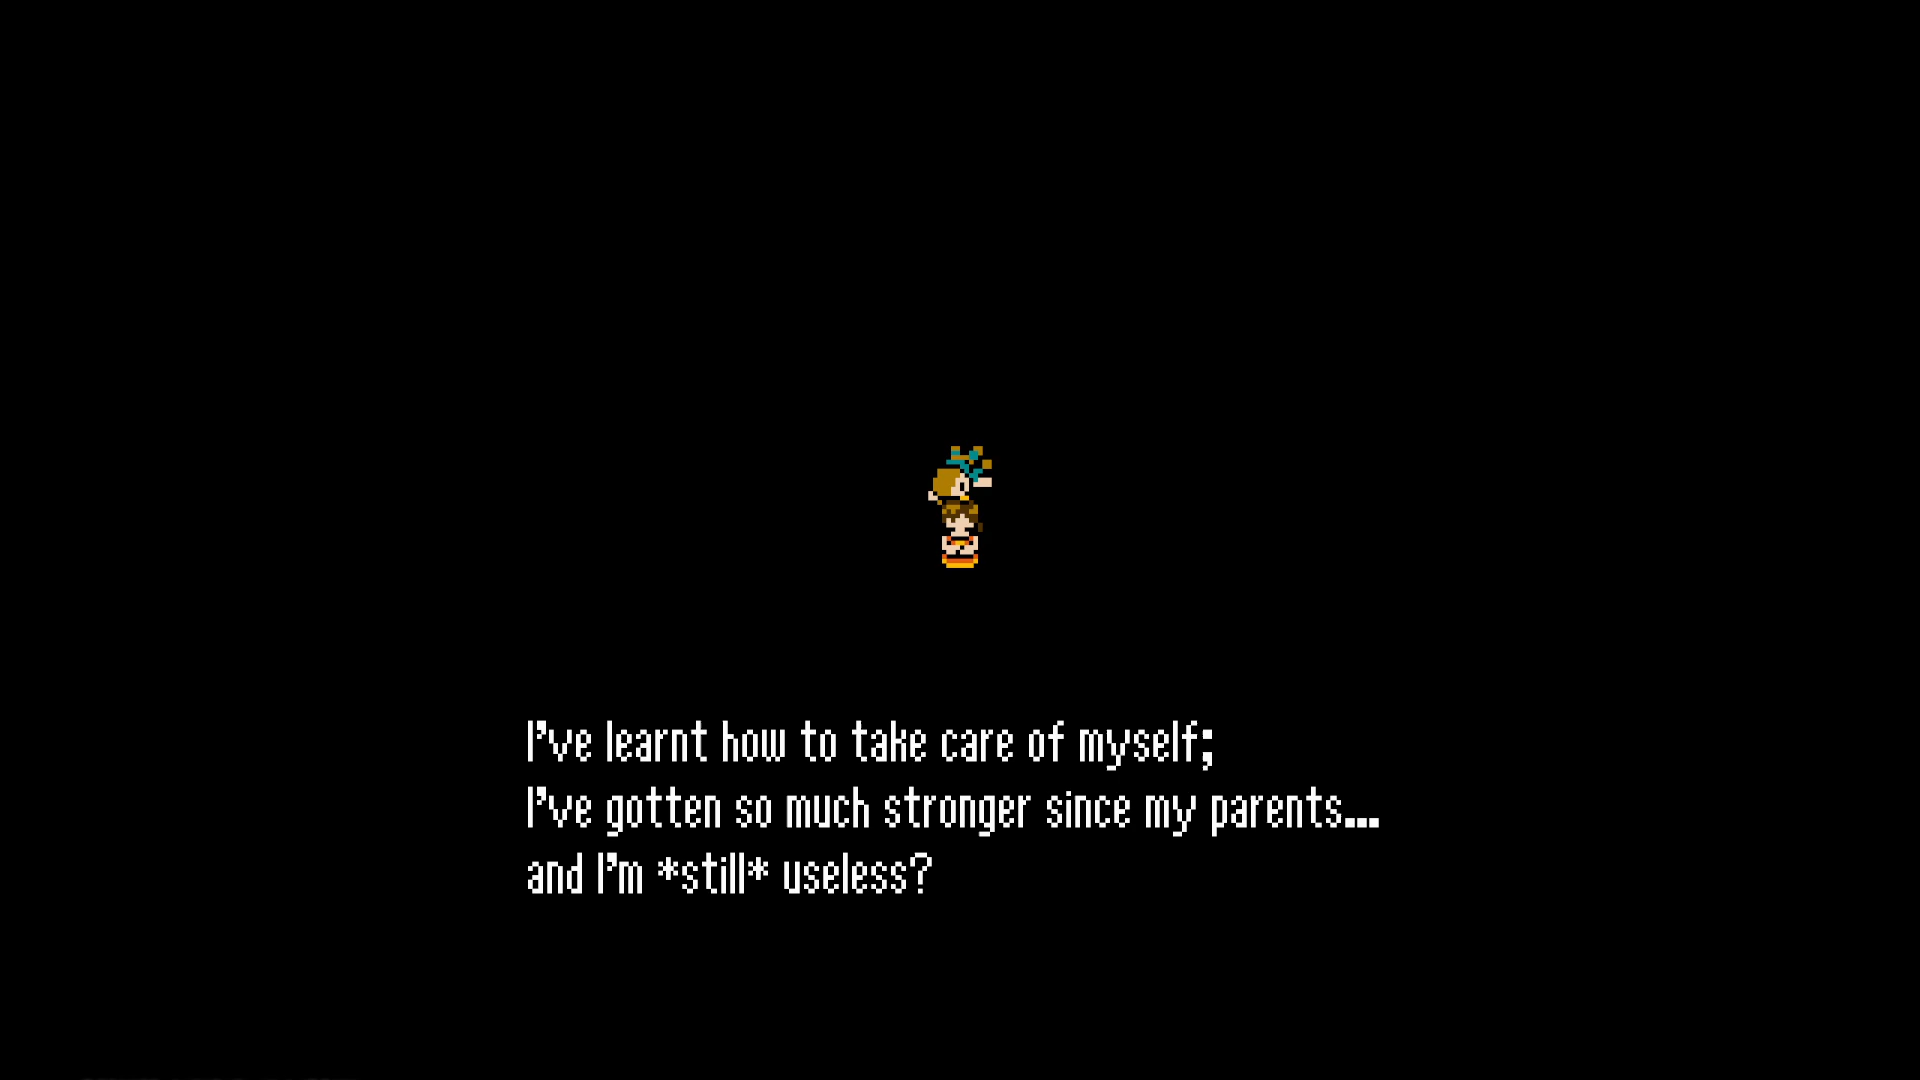 I've learnt how to take care of myself;
I've gotten so much stronger since my parents...
and I'm *still* useless?